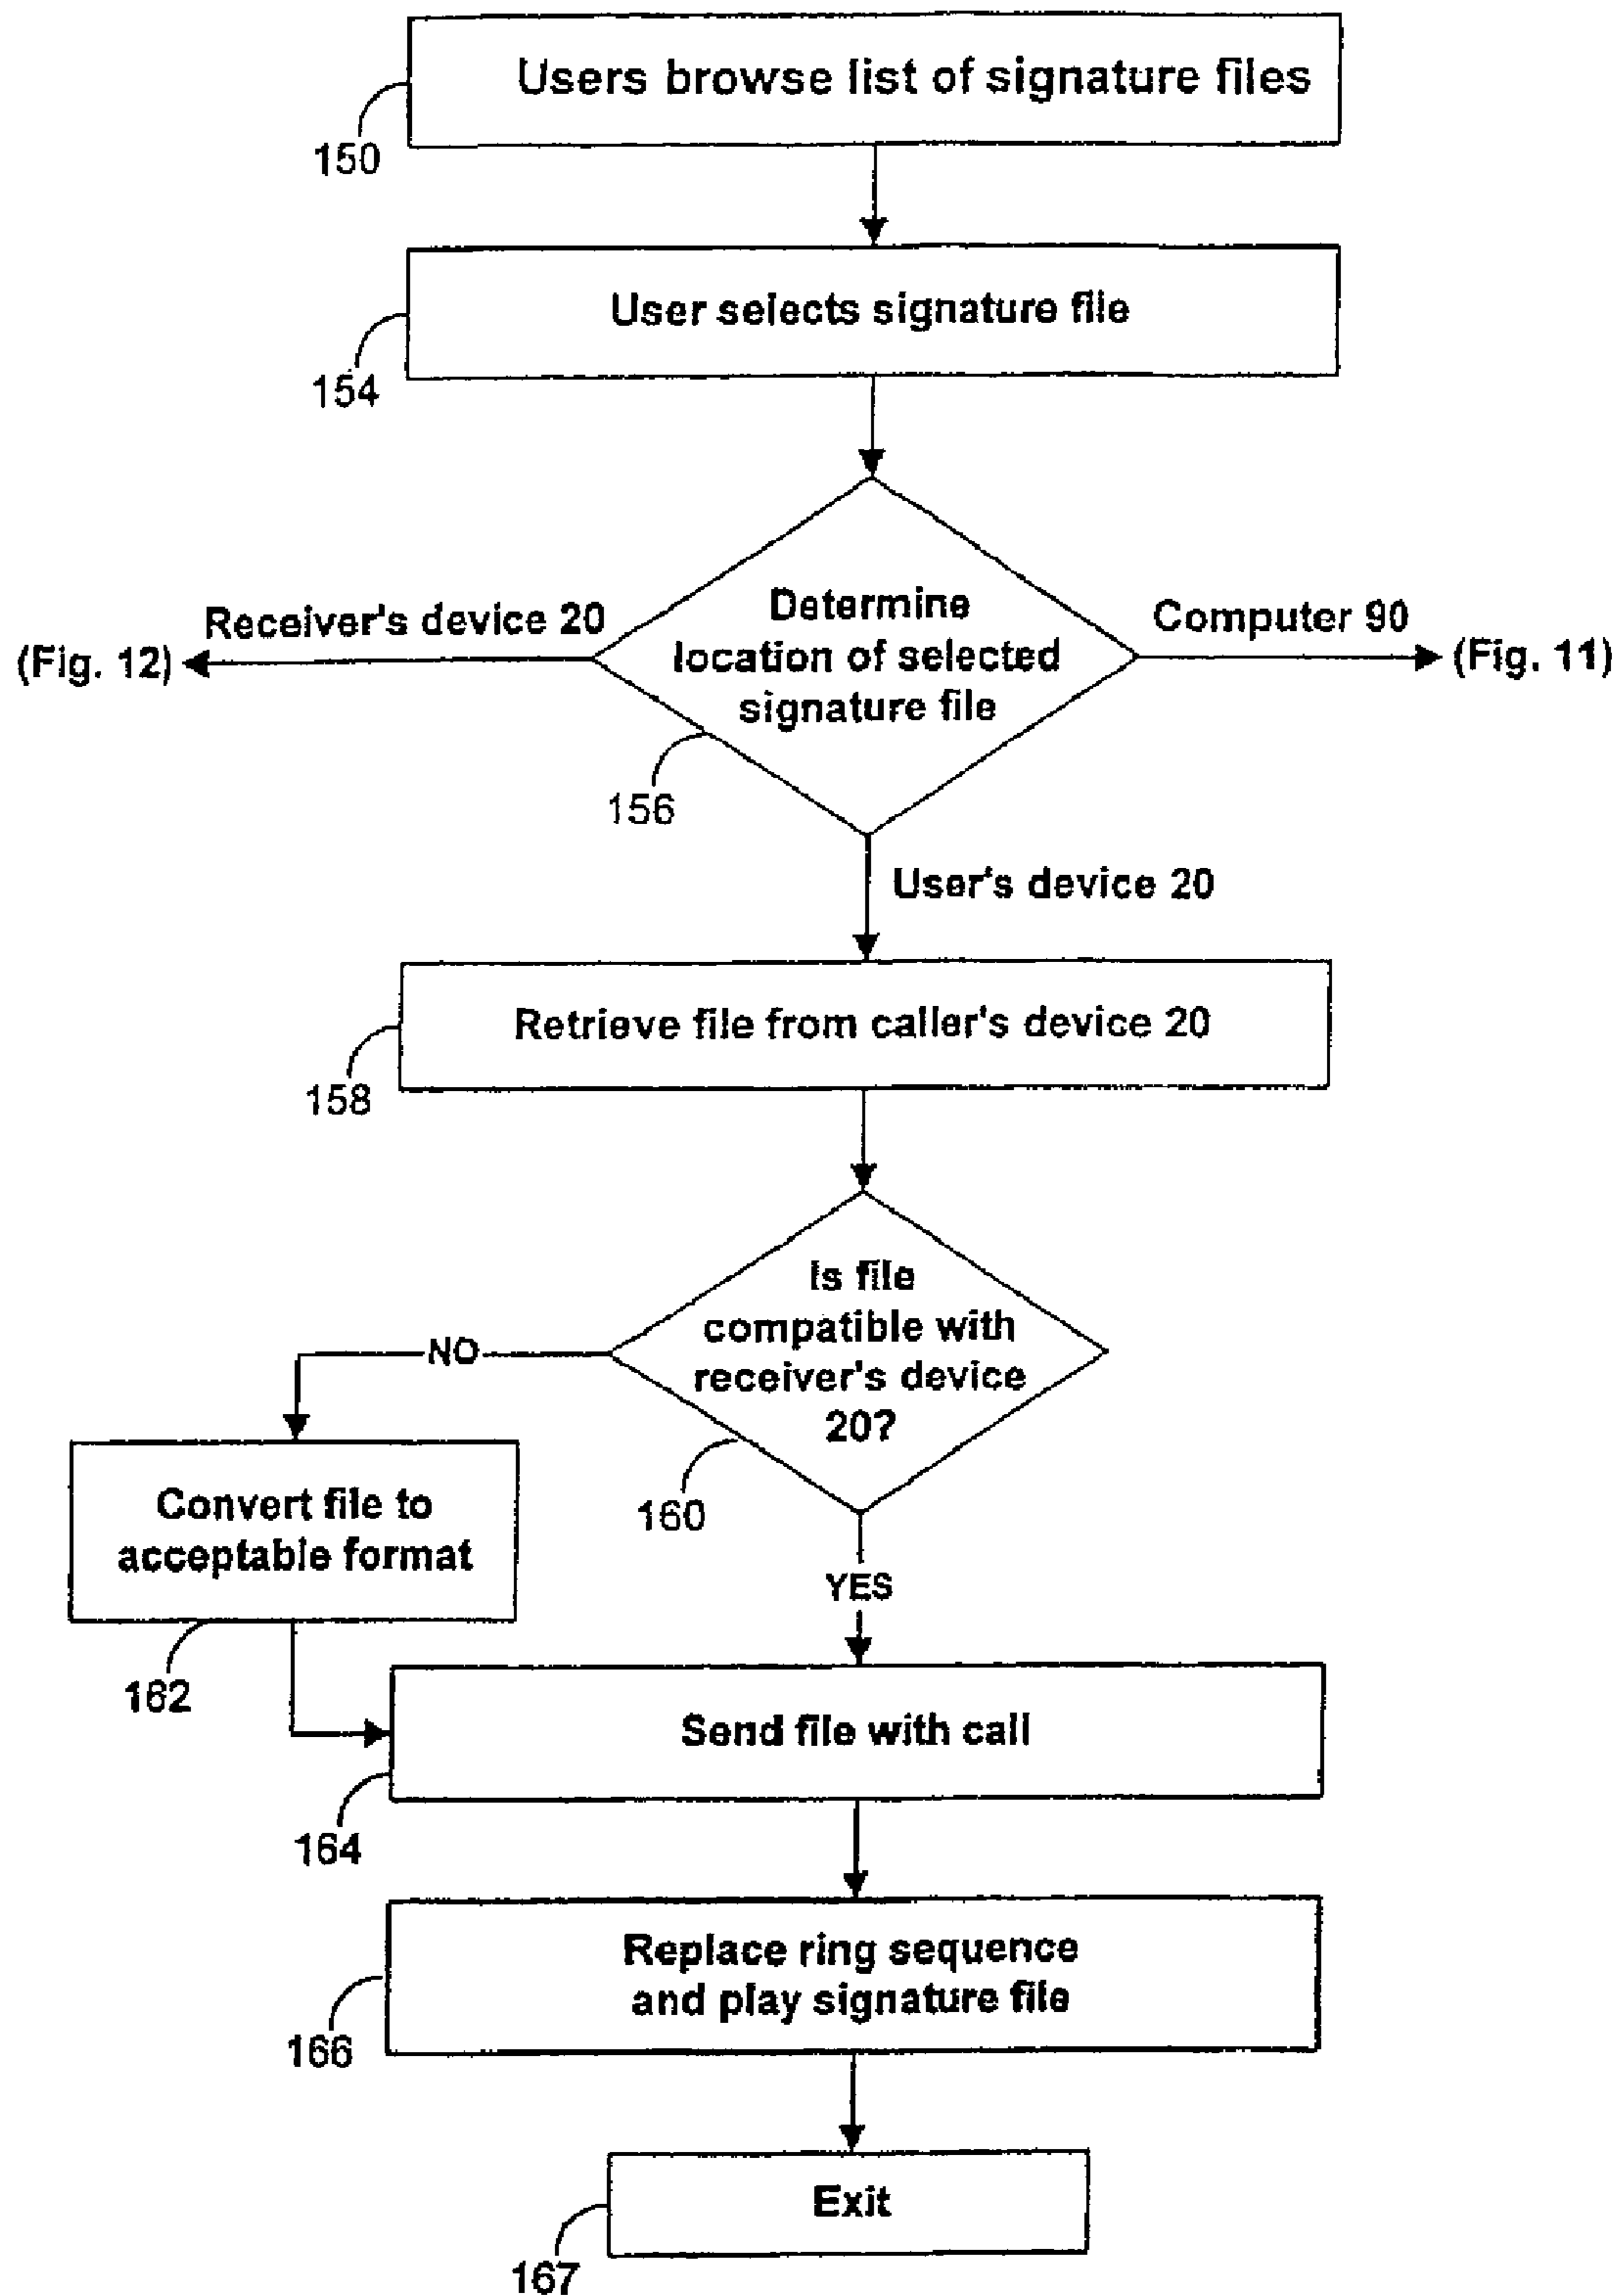 Users browse list of signature files
150
User selects signature file
154
Receiver's device 20
(Fig. 12)
Determine
location of selected
signature file
Computer 90
(Fig. 11)
156
User's device 20
Retrieve file from caller's device 20
158
Is file
compatible with
receiver's device
20?
NO
160
Convert file to
acceptable format
YES
162
Send file with call
164
Replace ring sequence
and play signature file
166
Exit
167